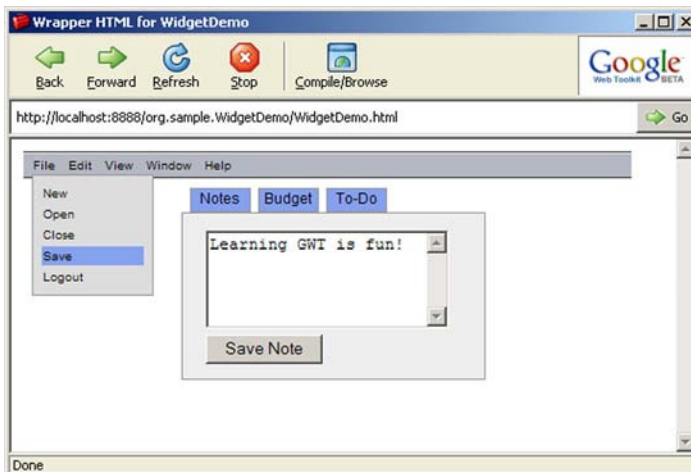 Wrapper HTML for WidgetDemo
Back Forward Refresh Stop Compile/Browse
Google
Web Toolkit BETA
http://localhost:8888/org.sample.WidgetDemo/WidgetDemo.html Go
File Edit View Window Help
New
Open
Close
Save
Logout
Notes Budget To-Do
Learning GWT is fun!
Save Note
Done